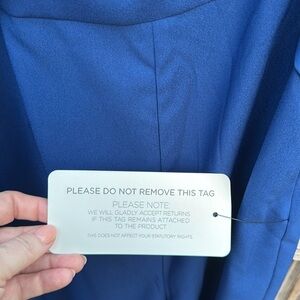 PLEASE DO NOT REMOVE THIS TAG
PLEASE NOTE:
WE WILL GLADLY ACCEPT RETURNS
IF THIS TAG REMAINS ATTACHED
TO THE PRODUCT
THIS DOES NOT AFFECT YOUR STATUTORY RIGHTS